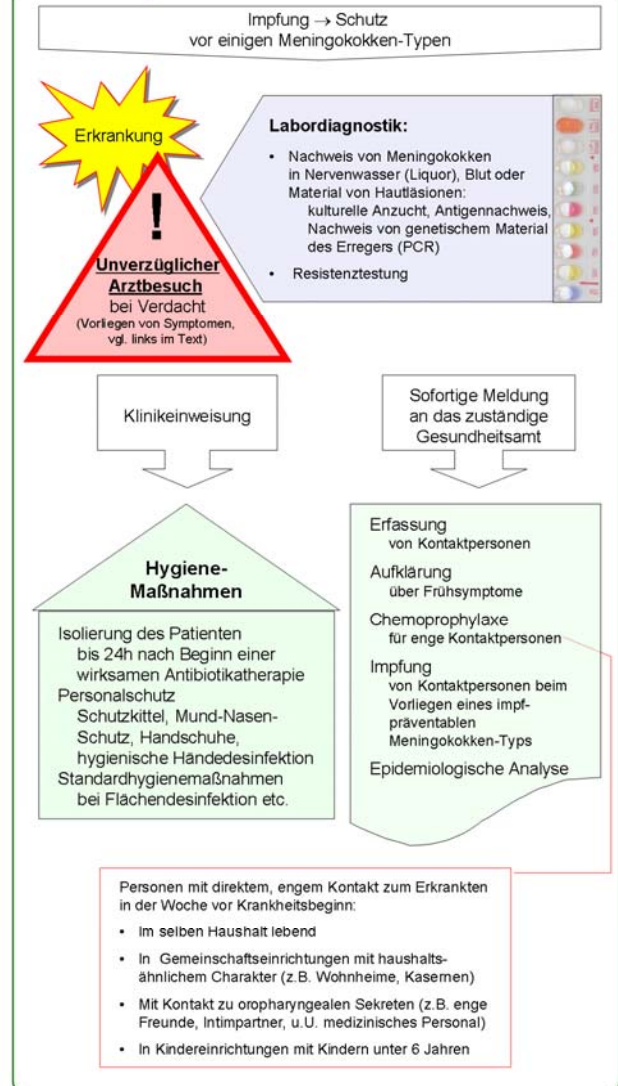 Impfung → Schutz
vor einigen Meningokokken-Typen
Erkrankung
!
Unverzüglicher
Arztbesuch
bei Verdacht
(Vorliegen von Symptomen,
vgl. links im Text)
Labordiagnostik:
• Nachweis von Meningokokken
in Nervenwasser (Liquor), Blut oder
Material von Hautläsionen:
kulturelle Anzucht, Antigennachweis,
Nachweis von genetischem Material
des Erregers (PCR)
• Resistenztestung
Klinikeinweisung
Sofortige Meldung
an das zuständige
Gesundheitsamt
Hygiene-
Maßnahmen
Isolierung des Patienten
bis 24h nach Beginn einer
wirksamen Antibiotikatherapie
Personalschutz
Schutzkittel, Mund-Nasen-
Schutz, Handschuhe,
hygienische Händedesinfektion
Standardhygienemaßnahmen
bei Flächendesinfektion etc.
Erfassung
von Kontaktpersonen
Aufklärung
über Frühsymptome
Chemoprophylaxe
für enge Kontaktpersonen
Impfung
von Kontaktpersonen beim
Vorliegen eines impf-
präventablen
Meningokokken-Typs
Epidemiologische Analyse
Personen mit direktem, engem Kontakt zum Erkrankten
in der Woche vor Krankheitsbeginn:
• Im selben Haushalt lebend
• In Gemeinschaftseinrichtungen mit haushalts-
ähnlichem Charakter (z.B. Wohnheime, Kasernen)
• Mit Kontakt zu oropharyngealen Sekreten (z.B. enge
Freunde, Intimpartner, u.U. medizinisches Personal)
• In Kindereinrichtungen mit Kindern unter 6 Jahren